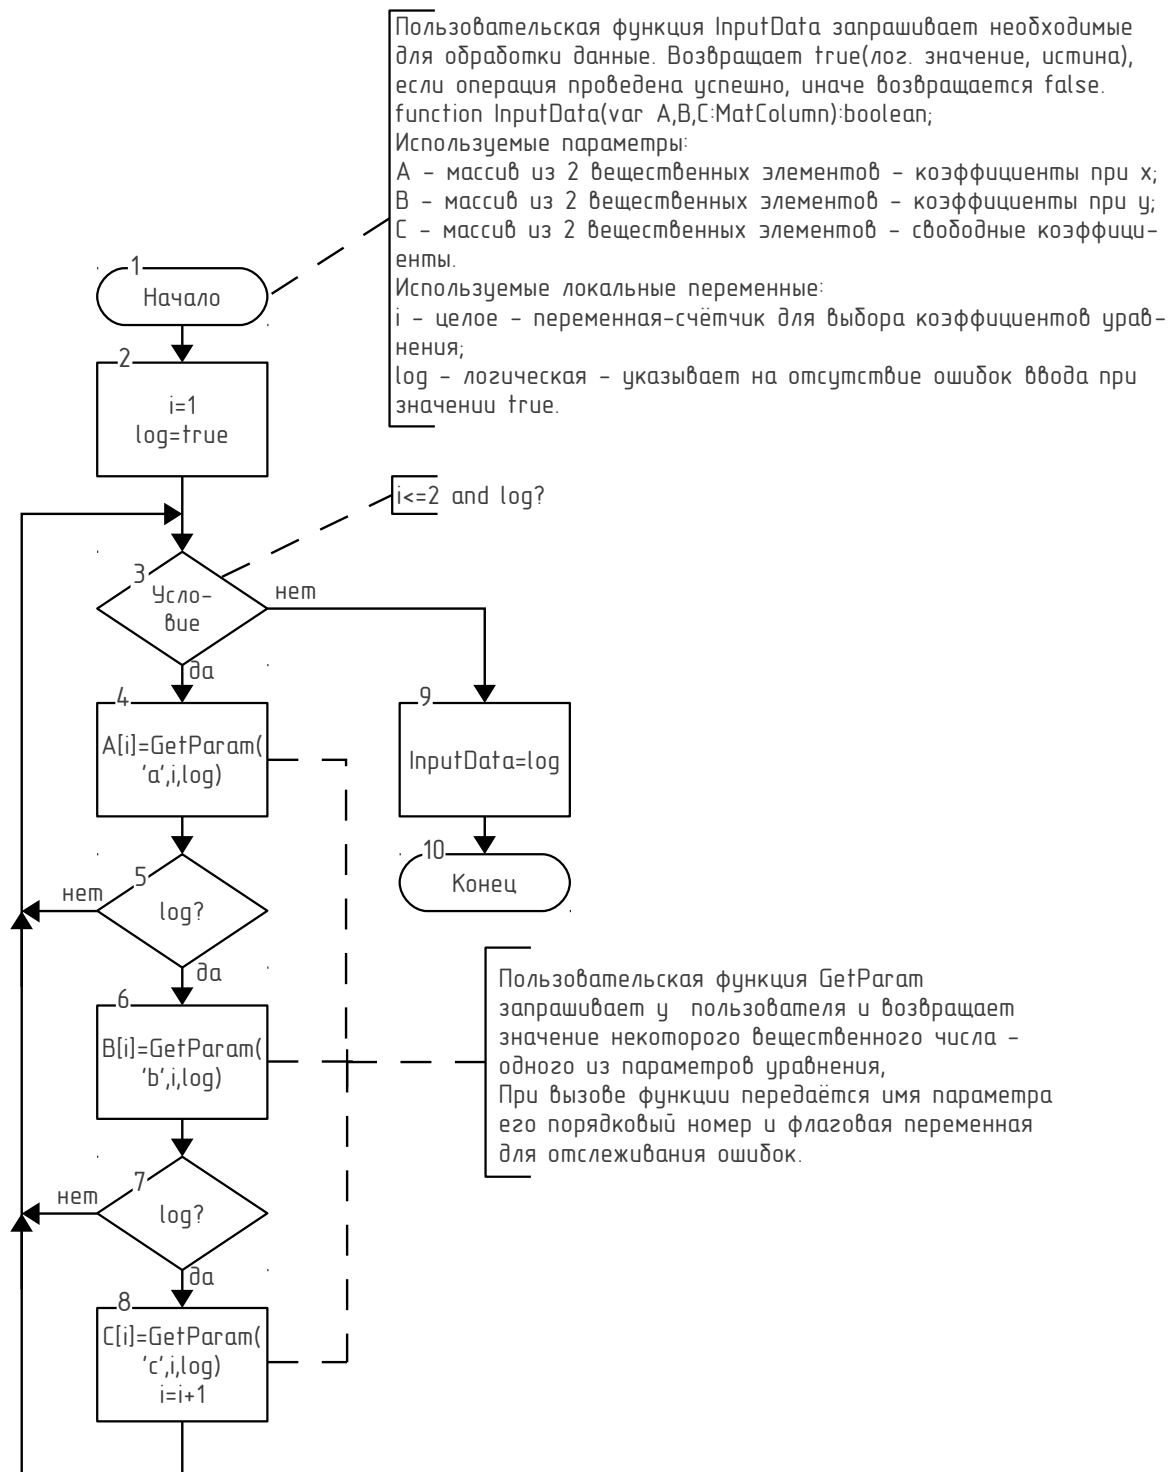 Пользовательская функция InputData запрашивает необходимые
для обработки данные. Возвращает true(лог. значение, истина),
если операция проведена успешно, иначе возвращается false.
function InputData(var A,B,C:MatColumn):boolean;
Используемые параметры:
A - массив из 2 вещественных элементов - коэффициенты при x;
B - массив из 2 вещественных элементов - коэффициенты при y;
C - массив из 2 вещественных элементов - свободные коэффици-
енты.
Используемые локальные переменные:
i - целое - переменная-счётчик для выбора коэффициентов урав-
нения;
log - логическая - указывает на отсутствие ошибок ввода при
значении true.
1
Начало
2
i=1
log=true
i<=2 and log?
3
Усло-
вие
нет
да
4
A[i]=GetParam(
'a',i,log)
9
InputData=log
5
log?
нет
да
10
Конец
6
B[i]=GetParam(
'b',i,log)
Пользовательская функция GetParam
запрашивает у пользователя и возвращает
значение некоторого вещественного числа -
одного из параметров уравнения,
При вызове функции передаётся имя параметра
его порядковый номер и флаговая переменная
для отслеживания ошибок.
7
log?
нет
да
8
C[i]=GetParam(
'c',i,log)
i=i+1